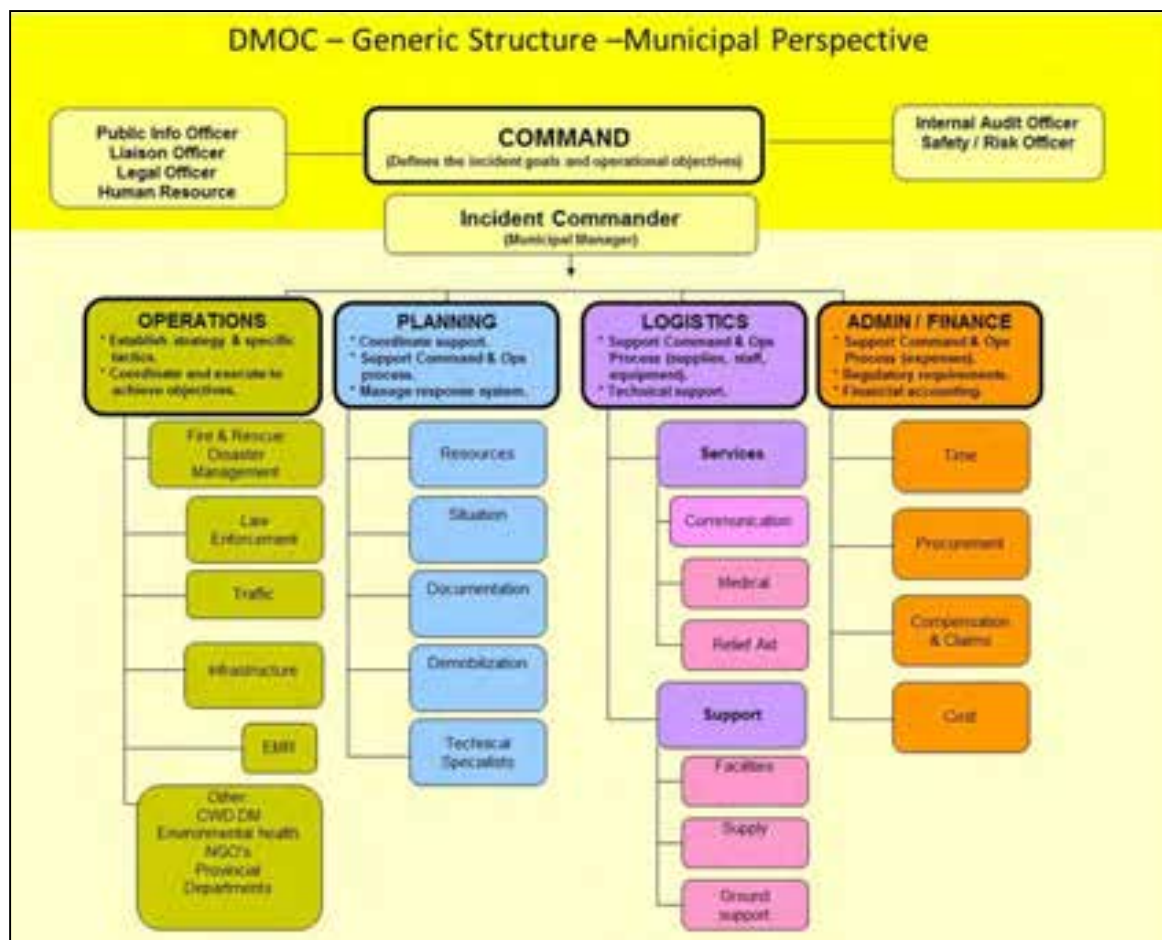 DMOC – Generic Structure –Municipal Perspective
Public Info Officer
Liaison Officer
Legal Officer
Human Resource
COMMAND
(Defines the incident goals and operational objectives)
Internal Audit Officer
Safety / Risk Officer
Incident Commander
(Municipal Manager)
OPERATIONS
* Establish strategy & specific
tactics.
* Coordinate and execute to
achieve objectives.
PLANNING
* Coordinate support.
* Support Command & Ops
process.
* Manage response system.
LOGISTICS
* Support Command & Ops
Process (supplies, staff,
equipment).
* Technical support.
ADMIN / FINANCE
* Support Command & Ops
Process (expenses).
* Regulatory requirements.
* Financial accounting.
Fire & Rescue
Disaster
Management
Law
Enforcement
Traffic
Infrastructure
EMR
Other:
CWD DM
Environmental health
NGO's
Provincial
Departments
Resources
Situation
Documentation
Demobilization
Technical
Specialists
Services
Communication
Medical
Relief Aid
Support
Facilities
Supply
Ground
support
Time
Procurement
Compensation
& Claims
Cost